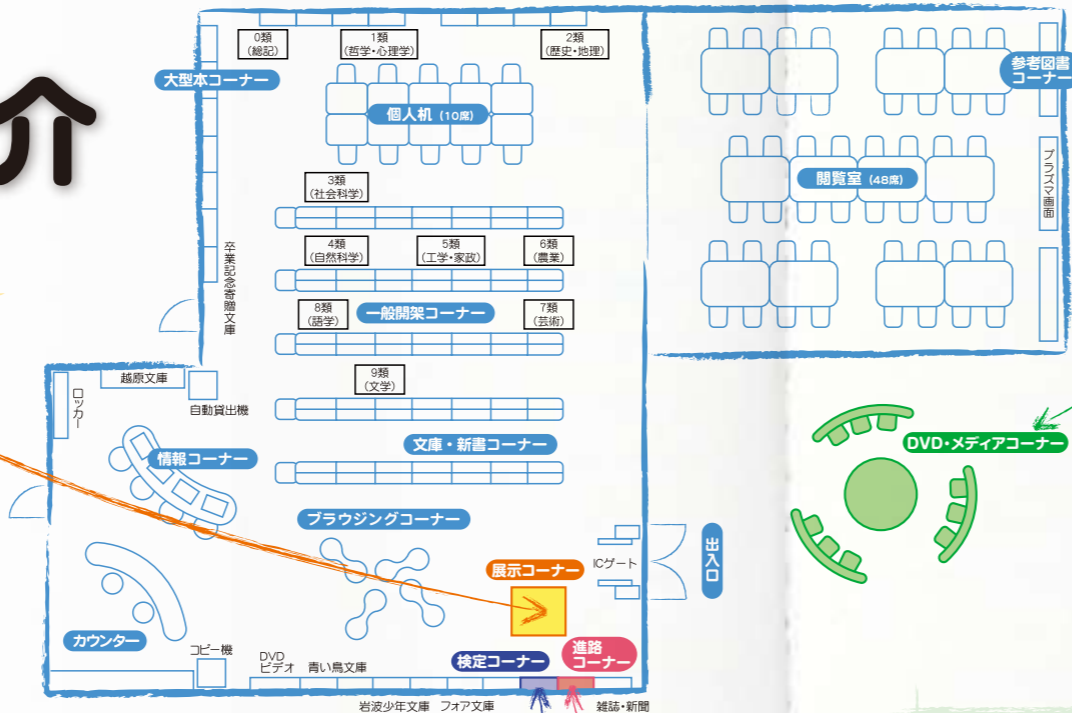 介
0類
(総記)
1類
(哲学・心理学)
2類
(歴史・地理)
大型本コーナー
個人机 (10席)
参考図書
コーナー
3類
(社会科学)
閲覧室 (48席)
プラズマ画面
4類
(自然科学)
5類
(工学・家政)
6類
(農業)
卒業記念寄贈文庫
8類
(語学)
一般開架コーナー
7類
(芸術)
越原文庫
9類
(文学)
ロッカー
自動貸出機
文庫・新書コーナー
DVD・メディアコーナー
情報コーナー
ブラウジングコーナー
出入口
ICゲート
展示コーナー
カウンター
コピー機
DVD
ビデオ
青い鳥文庫
検定コーナー
進路
コーナー
岩波少年文庫
フォア文庫
雑誌・新聞